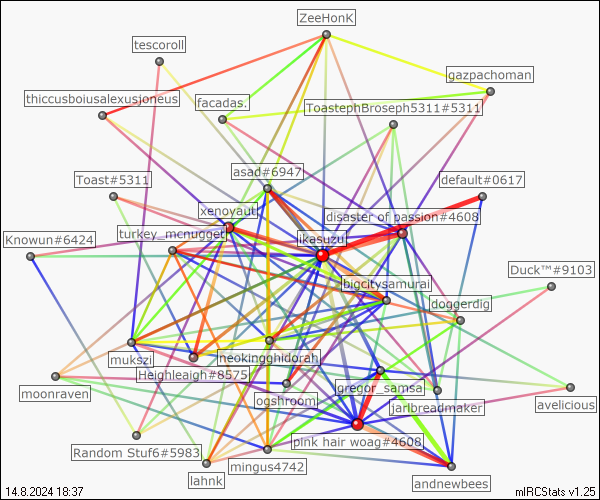 ZeeHonK
tescoroll
gazpachoman
thiccusboiusalexusjoneus
facadas.
ToastephBroseph5311#5311
asad#6947
Toast#5311
default#0617
xenoyaut
disaster of passion#4608
turkey_mcnugget
ikasuzu
Knowun#6424
Duck™#9103
bigcitysamurai
doggerdig
mukszi
neokingghidorah
Heighleaigh#8575
gregor_samsa
moonraven
ogshroom
jarlbreadmaker
avelicious
pink hair woag#4608
Random Stuf6#5983
mingus4742
lahnk
andnewbees
14.8.2024 18:37
mIRCStats v1.25